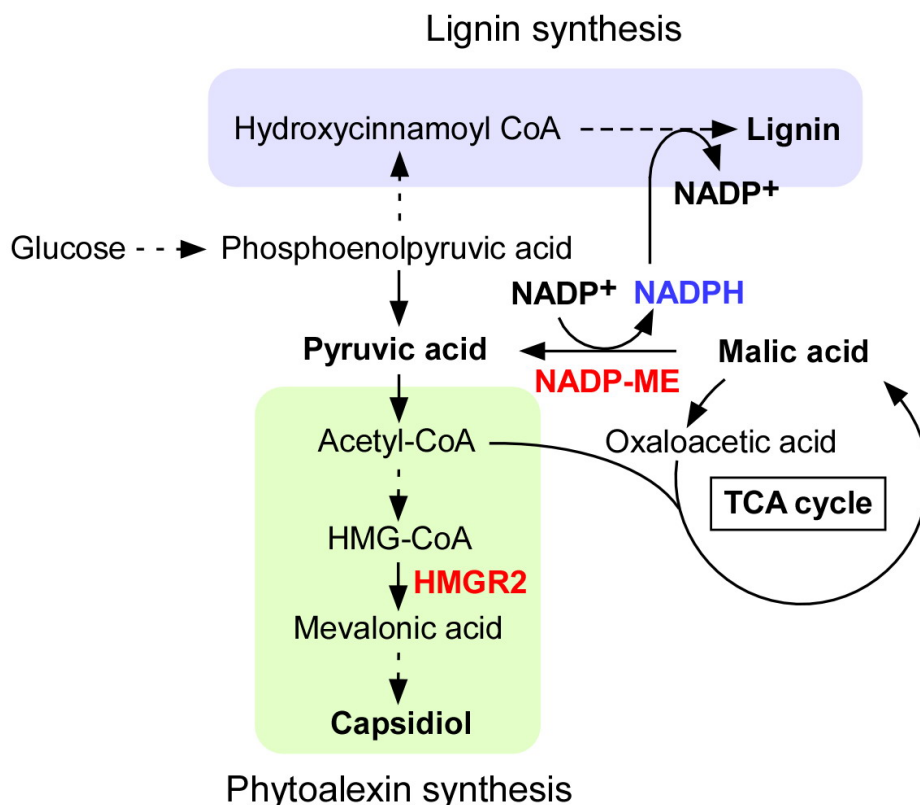 Lignin synthesis
Hydroxycinnamoyl CoA
Lignin
NADP+
Glucose
Phosphoenolpyruvic acid
NADP+
NADPH
Pyruvic acid
Malic acid
NADP-ME
Acetyl-CoA
Oxaloacetic acid
TCA cycle
HMG-CoA
HMGR2
Mevalonic acid
Capsidiol
Phytoalexin synthesis